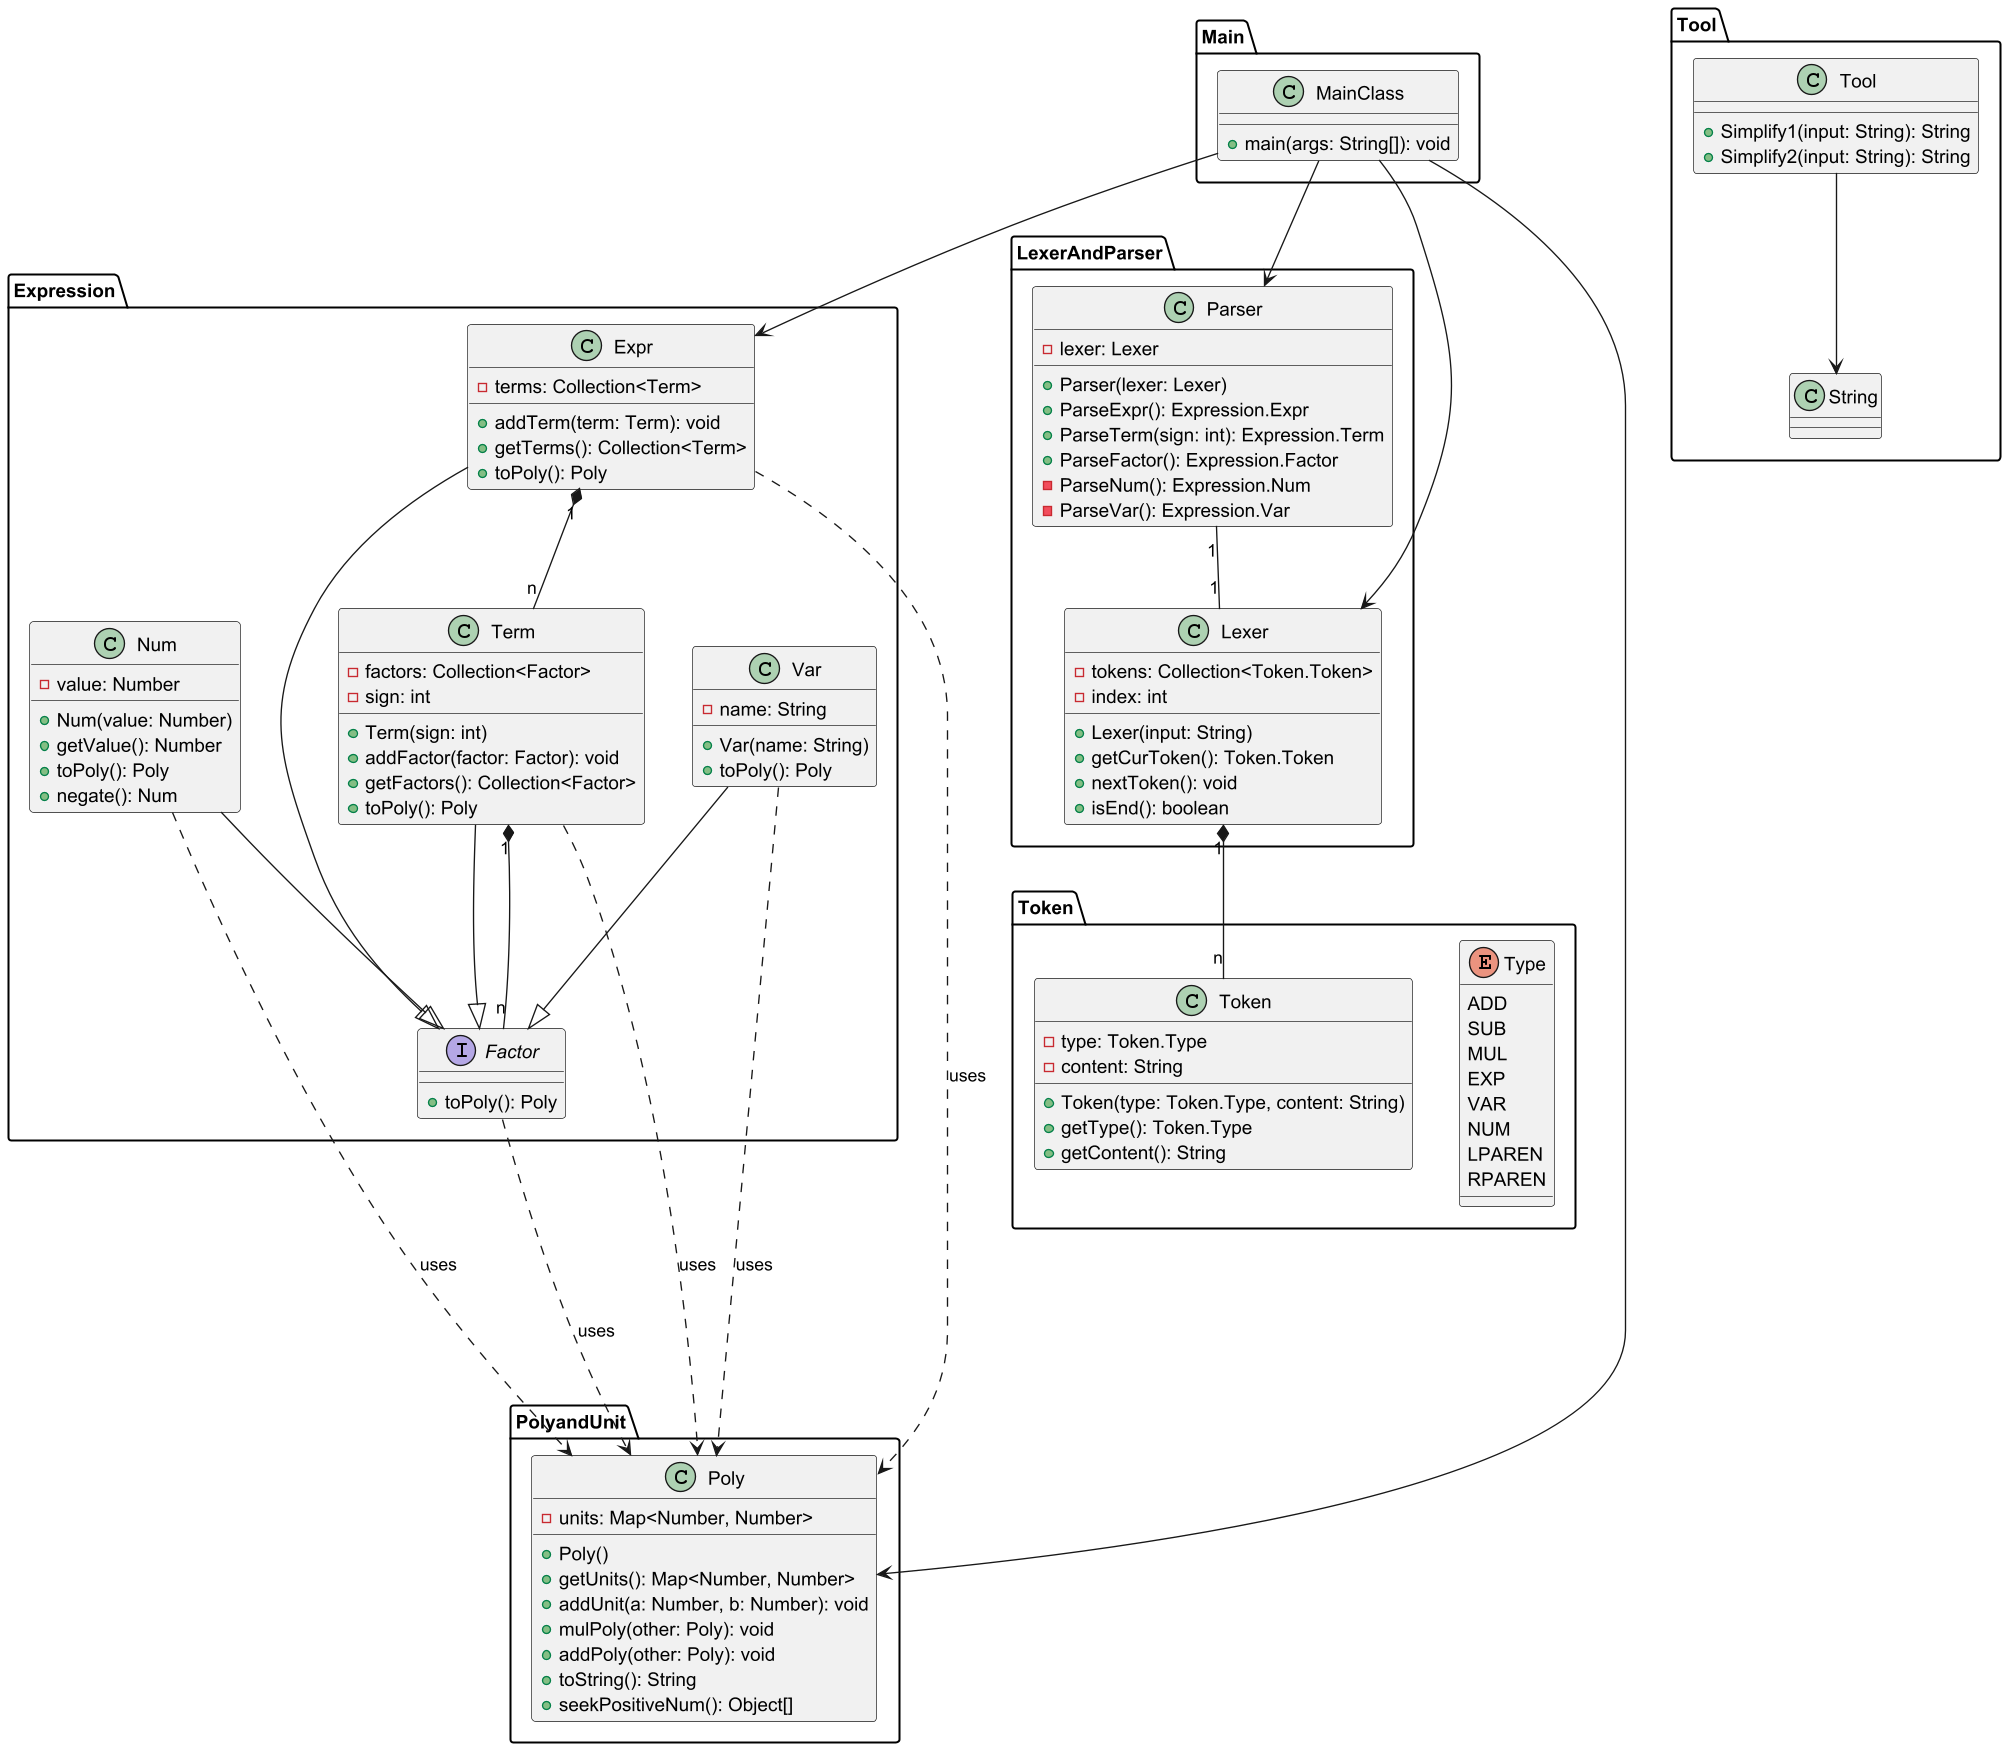 Main
C MainClass
main(args: String[]): void
Tool
C Tool
Simplify1(input: String): String
Simplify2(input: String): String
C String
LexerAndParser
C Parser
lexer: Lexer
Parser(lexer: Lexer)
ParseExpr(): Expression.Expr
ParseTerm(sign: int): Expression.Term
ParseFactor(): Expression.Factor
ParseNum(): Expression.Num
ParseVar(): Expression.Var
1
1
C Lexer
tokens: Collection<Token.Token>
index: int
Lexer(input: String)
getCurToken(): Token.Token
nextToken(): void
isEnd(): boolean
1
n
Expression
C Expr
terms: Collection<Term>
addTerm(term: Term): void
getTerms(): Collection<Term>
toPoly(): Poly
1
n
C Num
value: Number
Num(value: Number)
getValue(): Number
toPoly(): Poly
negate(): Num
C Term
factors: Collection<Factor>
sign: int
Term(sign: int)
addFactor(factor: Factor): void
getFactors(): Collection<Factor>
toPoly(): Poly
1
n
C Var
name: String
Var(name: String)
toPoly(): Poly
I Factor
toPoly(): Poly
Token
C Token
type: Token.Type
content: String
Token(type: Token.Type, content: String)
getType(): Token.Type
getContent(): String
E Type
ADD
SUB
MUL
EXP
VAR
NUM
LPAREN
RPAREN
uses
uses
uses
uses
uses
PolyandUnit
C Poly
units: Map<Number, Number>
Poly()
getUnits(): Map<Number, Number>
addUnit(a: Number, b: Number): void
mulPoly(other: Poly): void
addPoly(other: Poly): void
toString(): String
seekPositiveNum(): Object[]